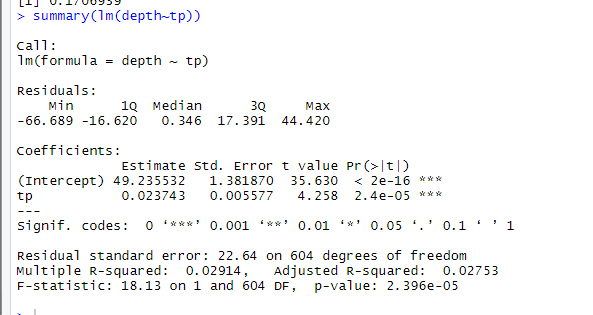 [1] 0.1706939
> summary(lm(depth~tp))
Call:
lm(formula = depth ~ tp)
Residuals:
    Min      1Q  Median      3Q     Max
-66.689 -16.620   0.346  17.391  44.420
Coefficients:
             Estimate Std. Error t value Pr(>|t|)
(Intercept) 49.235532   1.381870  35.630  < 2e-16 ***
tp           0.023743   0.005577   4.258  2.4e-05 ***
---
Signif. codes:  0 ‘***’ 0.001 ‘**’ 0.01 ‘*’ 0.05 ‘.’ 0.1 ‘ ’ 1
Residual standard error: 22.64 on 604 degrees of freedom
Multiple R-squared:  0.02914,	Adjusted R-squared:  0.02753
F-statistic: 18.13 on 1 and 604 DF,  p-value: 2.396e-05
>